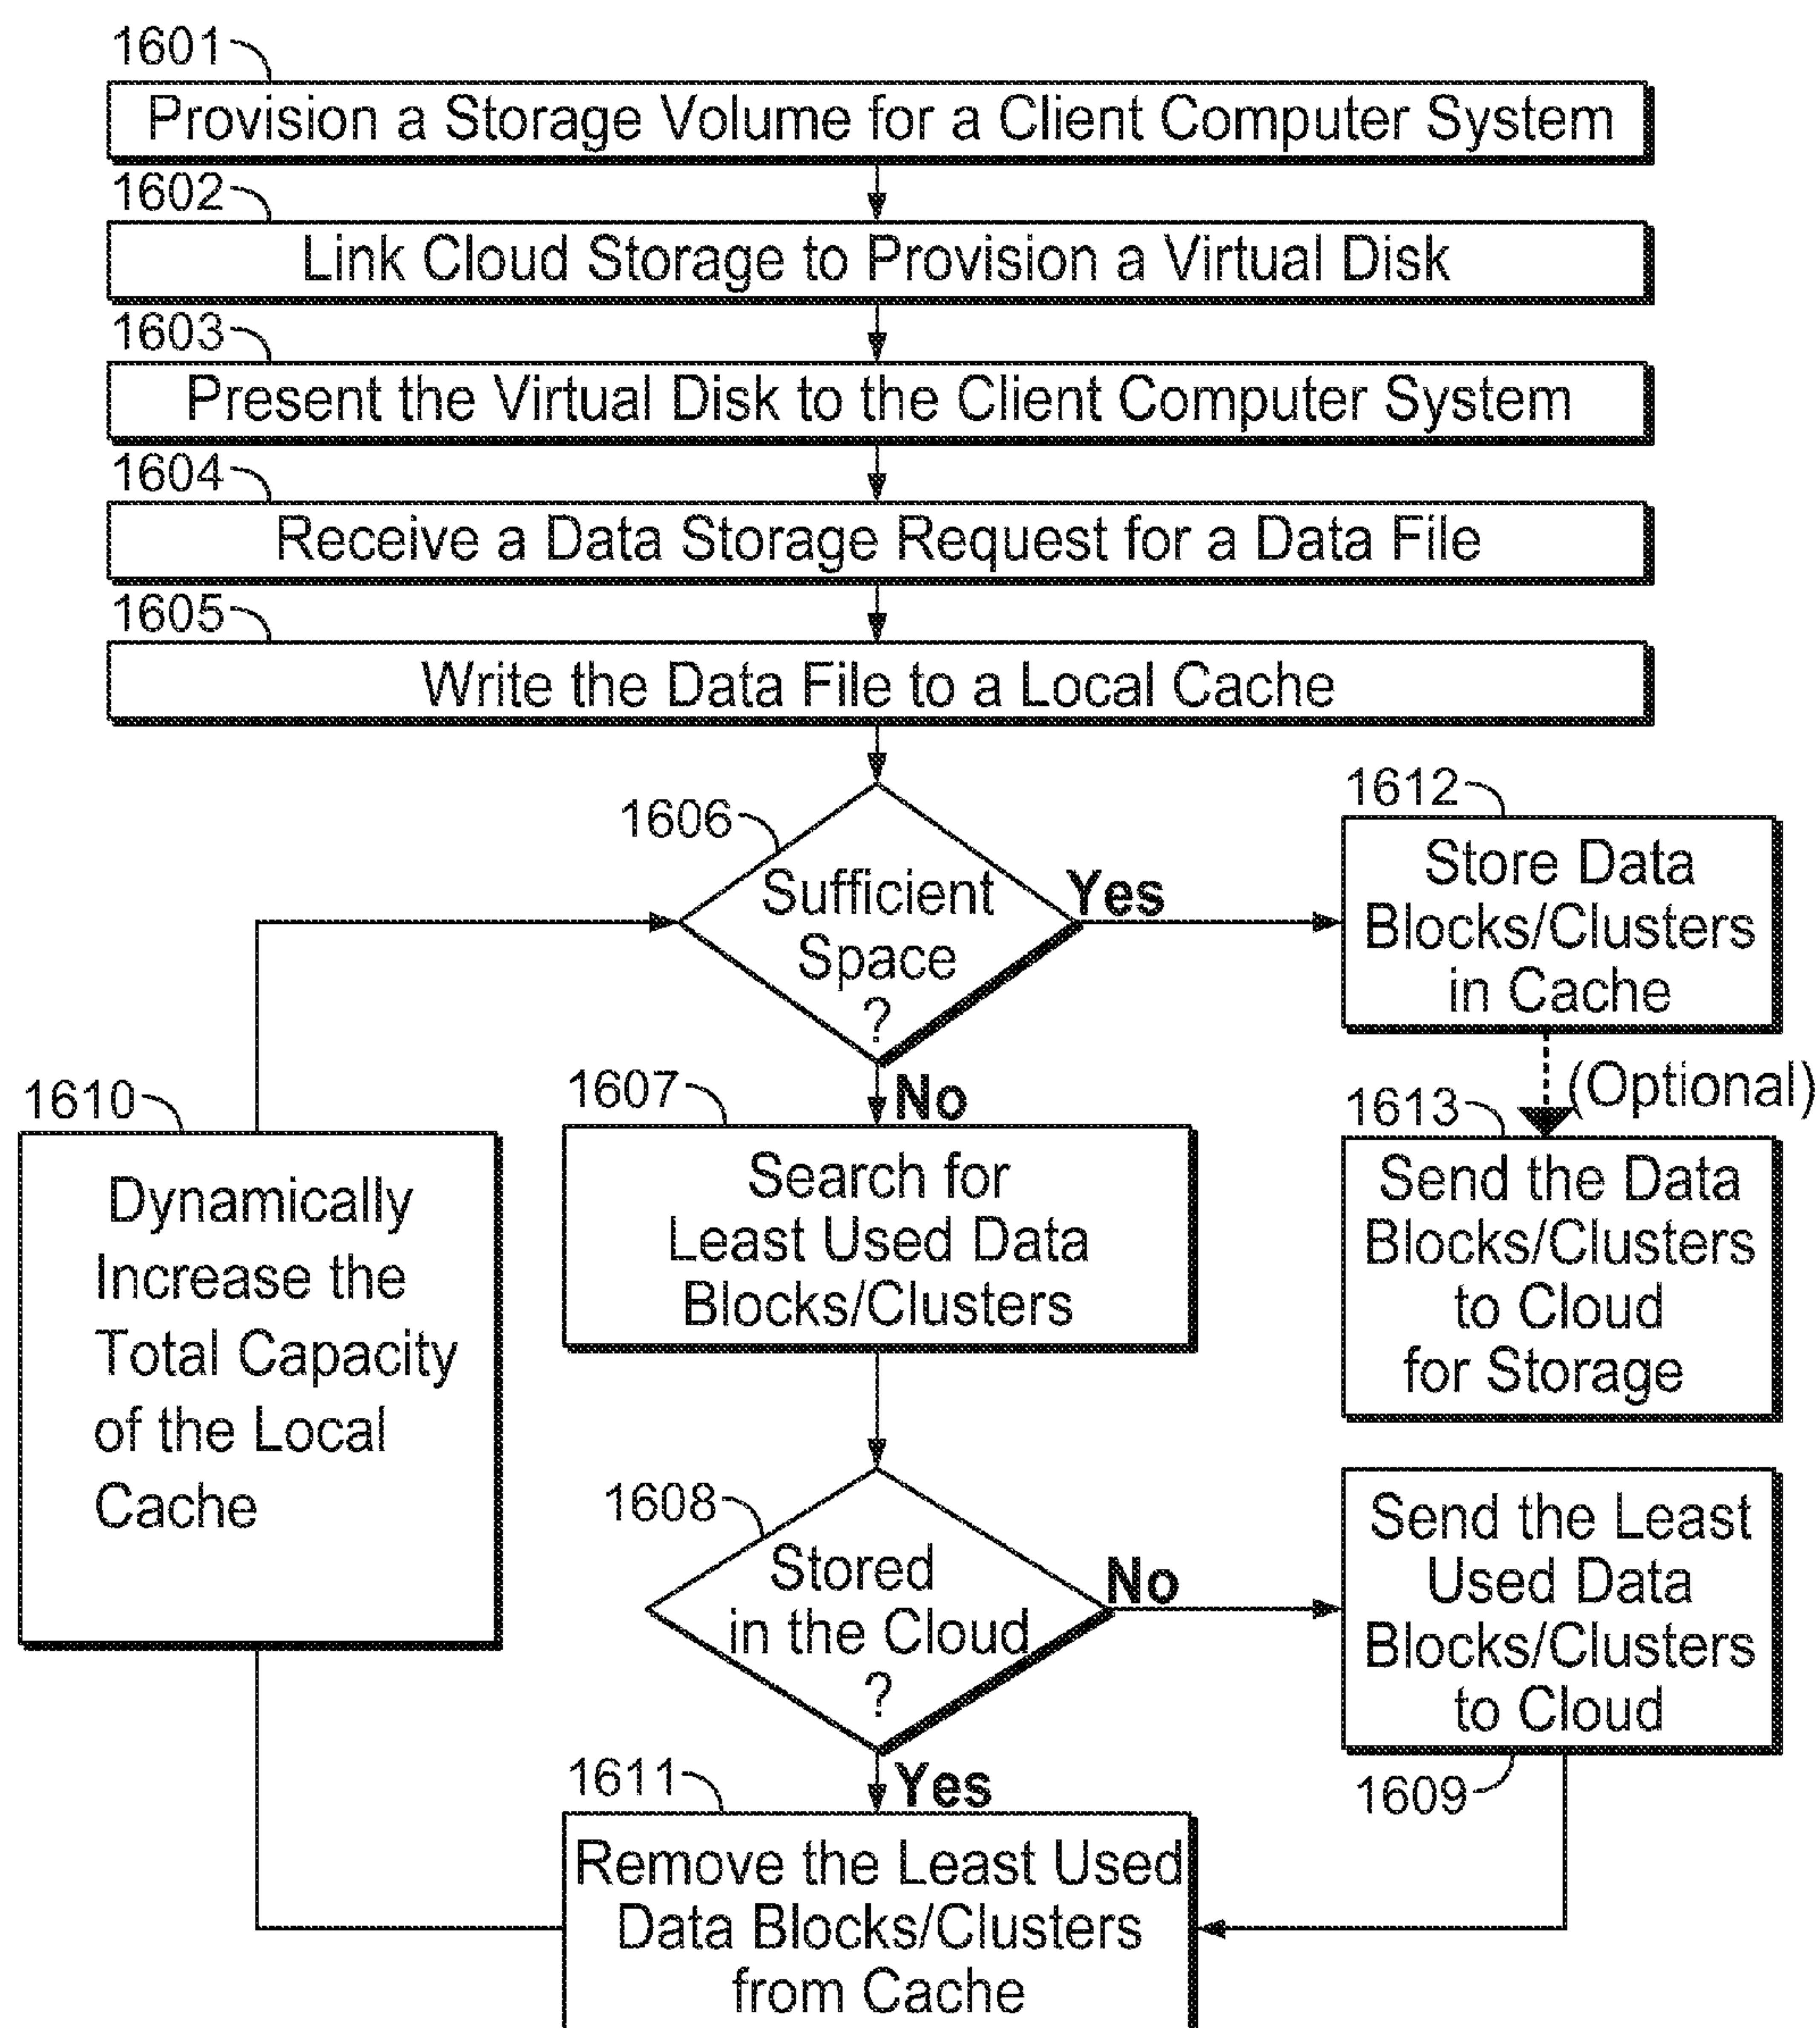 1601
Provision a Storage Volume for a Client Computer System
1602
Link Cloud Storage to Provision a Virtual Disk
1603
Present the Virtual Disk to the Client Computer System
1604
Receive a Data Storage Request for a Data File
1605
Write the Data File to a Local Cache
1606
Sufficient
Space
?
Yes
No
1612
Store Data
Blocks/Clusters
in Cache
(Optional)
1613
Send the Data
Blocks/Clusters
to Cloud
for Storage
1610
Dynamically
Increase the
Total Capacity
of the Local
Cache
1607
Search for
Least Used Data
Blocks/Clusters
1608
Stored
in the Cloud
?
No
Yes
Send the Least
Used Data
Blocks/Clusters
to Cloud
1609
1611
Remove the Least Used
Data Blocks/Clusters
from Cache